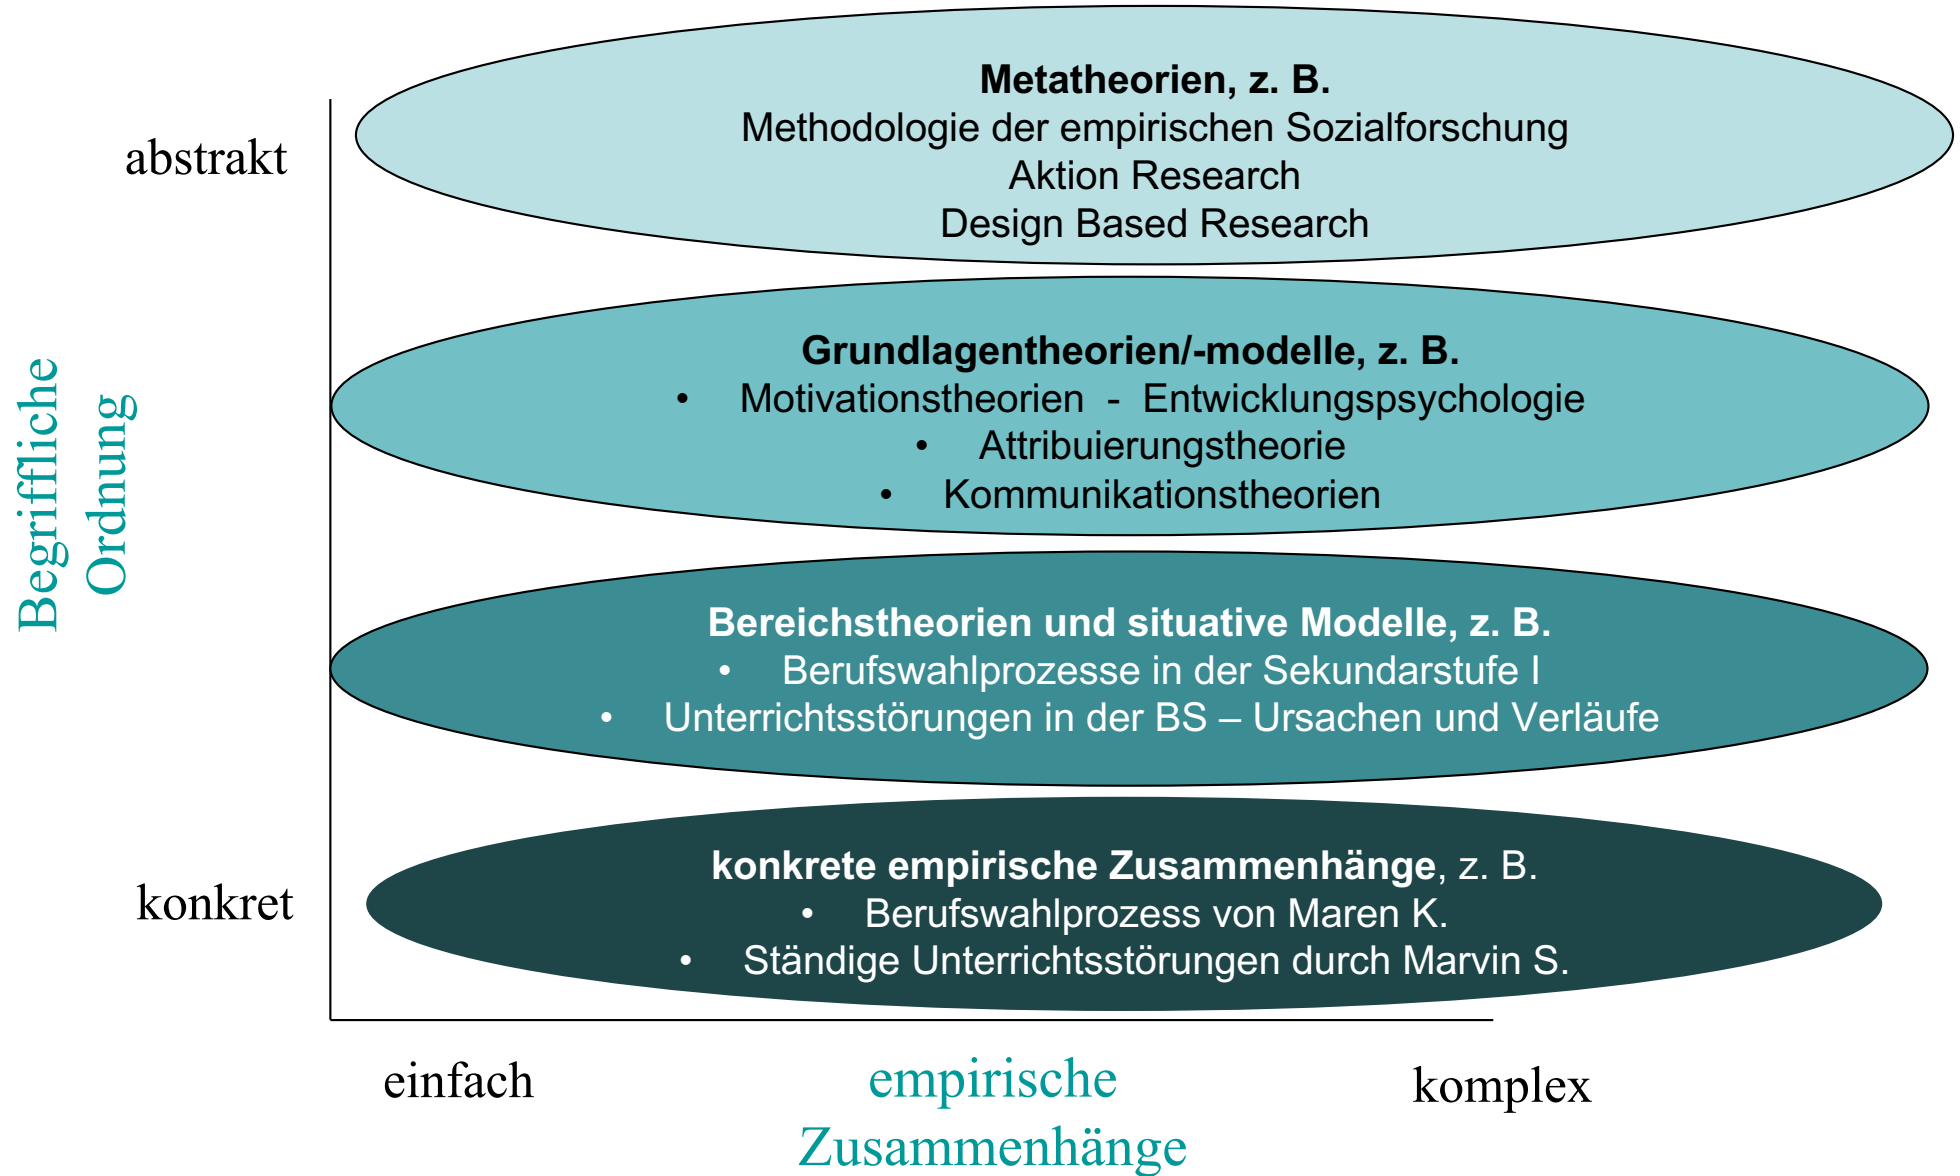 Metatheorien, z. B.
Methodologie der empirischen Sozialforschung
Aktion Research
Design Based Research
abstrakt
Grundlagentheorien/-modelle, z. B.
• Motivationstheorien - Entwicklungspsychologie
• Attribuierungstheorie
• Kommunikationstheorien
Begriffliche
Ordnung
Bereichstheorien und situative Modelle, z. B.
• Berufswahlprozesse in der Sekundarstufe I
• Unterrichtsstörungen in der BS – Ursachen und Verläufe
konkrete empirische Zusammenhänge, z. B.
• Berufswahlprozess von Maren K.
• Ständige Unterrichtsstörungen durch Marvin S.
konkret
einfach
empirische
Zusammenhänge
komplex